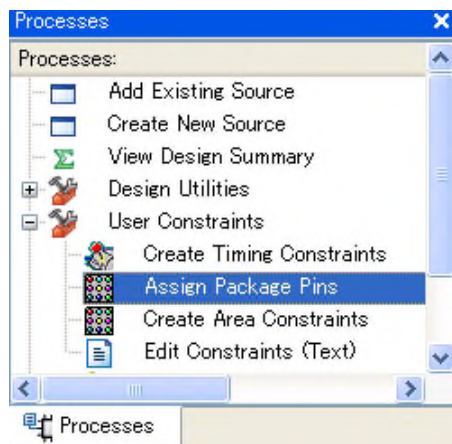 Processes
Processes:
Add Existing Source
Create New Source
View Design Summary
Design Utilities
User Constraints
Create Timing Constraints
Assign Package Pins
Create Area Constraints
Edit Constraints (Text)
Processes